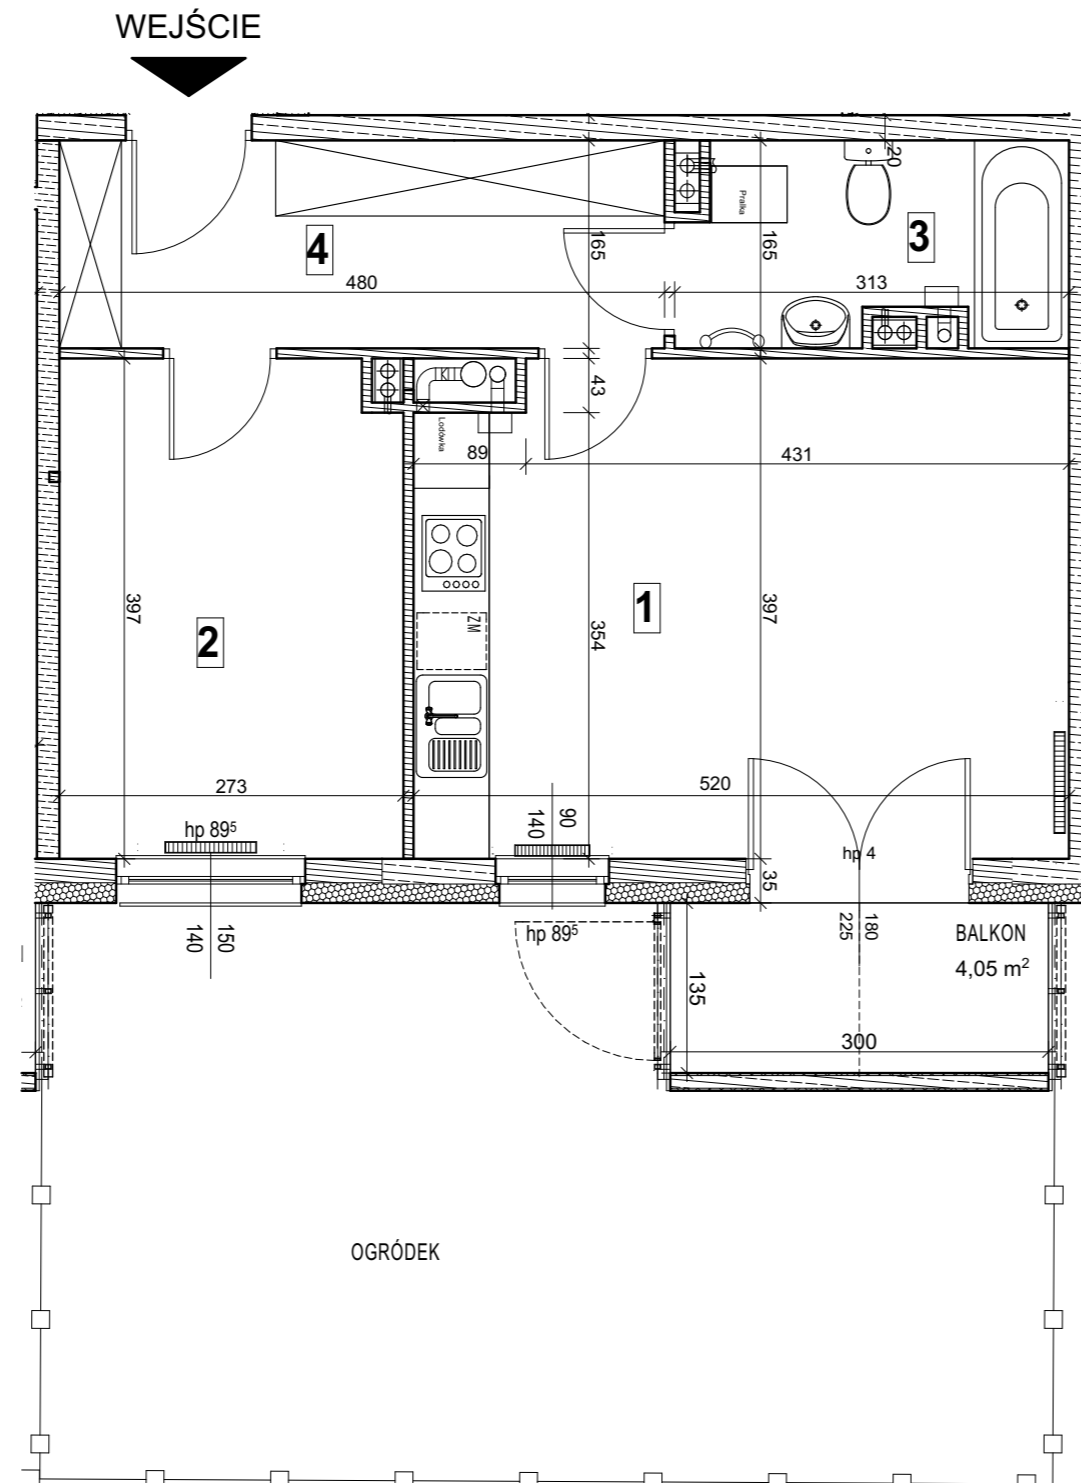 WEJŚCIE
20
Pralka
4
3
165
165
480
313
43
Lodówka
89
431
397
ZM
1
354
397
2
273
520
hp 89⁵
140
90
hp 4
35
140
150
hp 89⁵
225
180
BALKON
4,05 m²
135
300
OGRÓDEK